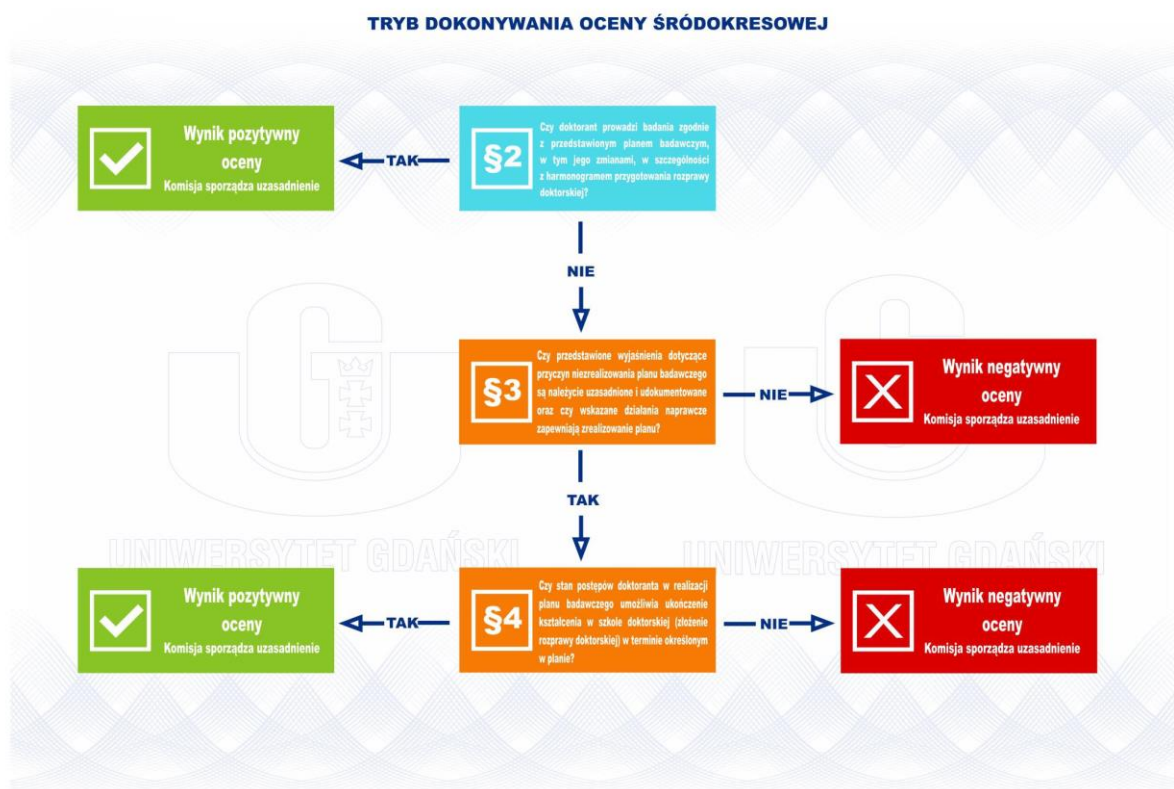 TRYB DOKONYWANIA OCENY ŚRÓDOKRESOWEJ
Wynik pozytywny
oceny
Komisja sporządza uzasadnienie
TAK
§2
Czy doktorant prowadzi badania zgodnie
z przedstawionym planem badawczym,
w tym jego zmianami, w szczególności
z harmonogramem przygotowania rozprawy
doktorskiej?
NIE
§3
Czy przedstawione wyjaśnienia dotyczące
przyczyn niezrealizowania planu badawczego
są należycie uzasadnione i udokumentowane
oraz czy wskazane działania naprawcze
zapewniają zrealizowanie planu?
NIE
Wynik negatywny
oceny
Komisja sporządza uzasadnienie
TAK
UNIWERSYTET GDAŃSKI
UNIWERSYTET GDAŃSKI
Wynik pozytywny
oceny
Komisja sporządza uzasadnienie
TAK
§4
Czy stan postępów doktoranta w realizacji
planu badawczego umożliwia ukończenie
kształcenia w szkole doktorskiej (złożenie
rozprawy doktorskiej) w terminie określonym
w planie?
NIE
Wynik negatywny
oceny
Komisja sporządza uzasadnienie